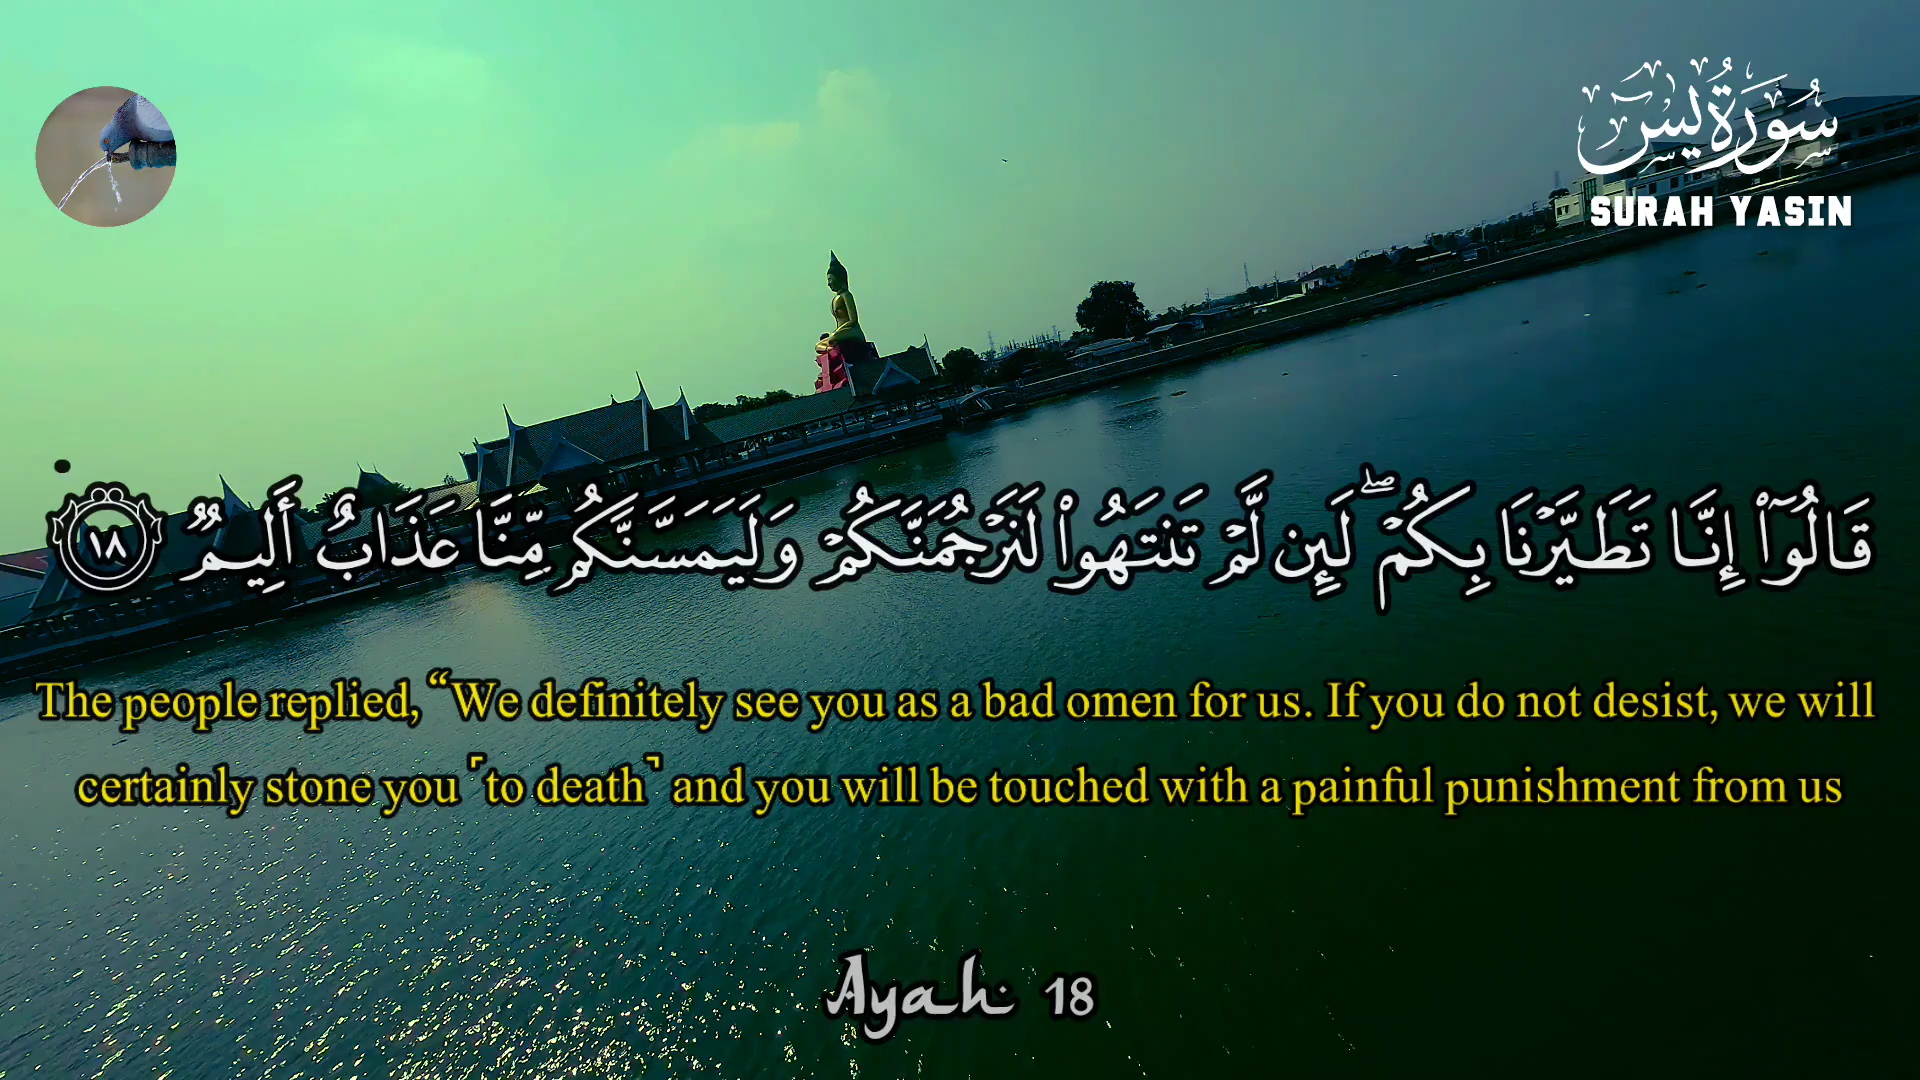 سُورَةُ يسٓ
SURAH YASIN
قَالُوٓا۟ إِنَّا تَطَيَّرْنَا بِكُمْ ۖ لَئِن لَّمْ تَنتَهُوا۟ لَنَرْجُمَنَّكُمْ وَلَيَمَسَّنَّكُم مِّنَّا عَذَابٌ أَلِيمٌ ١٨
The people replied, “We definitely see you as a bad omen for us. If you do not desist, we will
certainly stone you ˹to death˺ and you will be touched with a painful punishment from us
Ayah 18